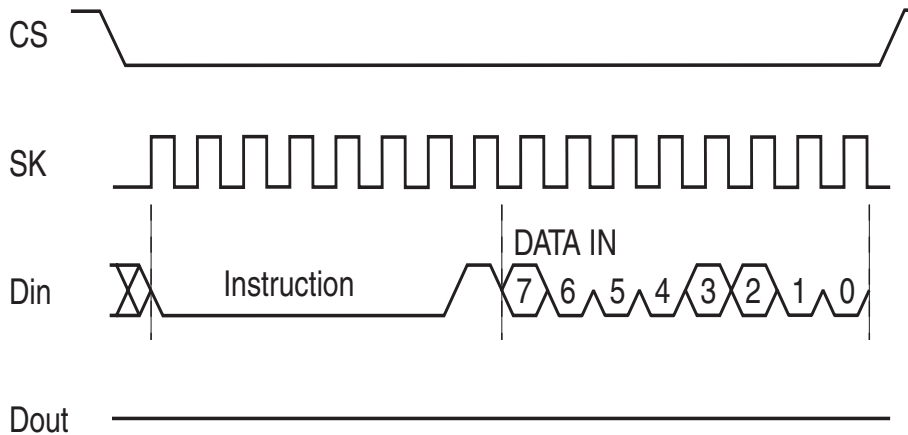 CS
SK
DATA IN
Din Instruction 7 6 5 4 3 2 1 0
Dout